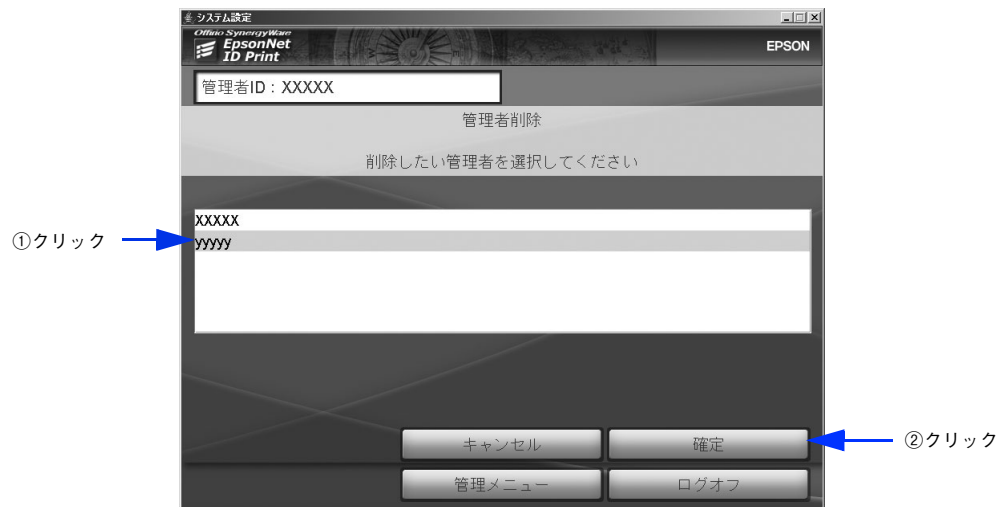 システム設定
Offirio SynergyWare
EpsonNet
ID Print
EPSON
管理者ID：XXXXX
管理者削除
削除したい管理者を選択してください
XXXXX
yyyyy
①クリック
キャンセル
確定
②クリック
管理メニュー
ログオフ